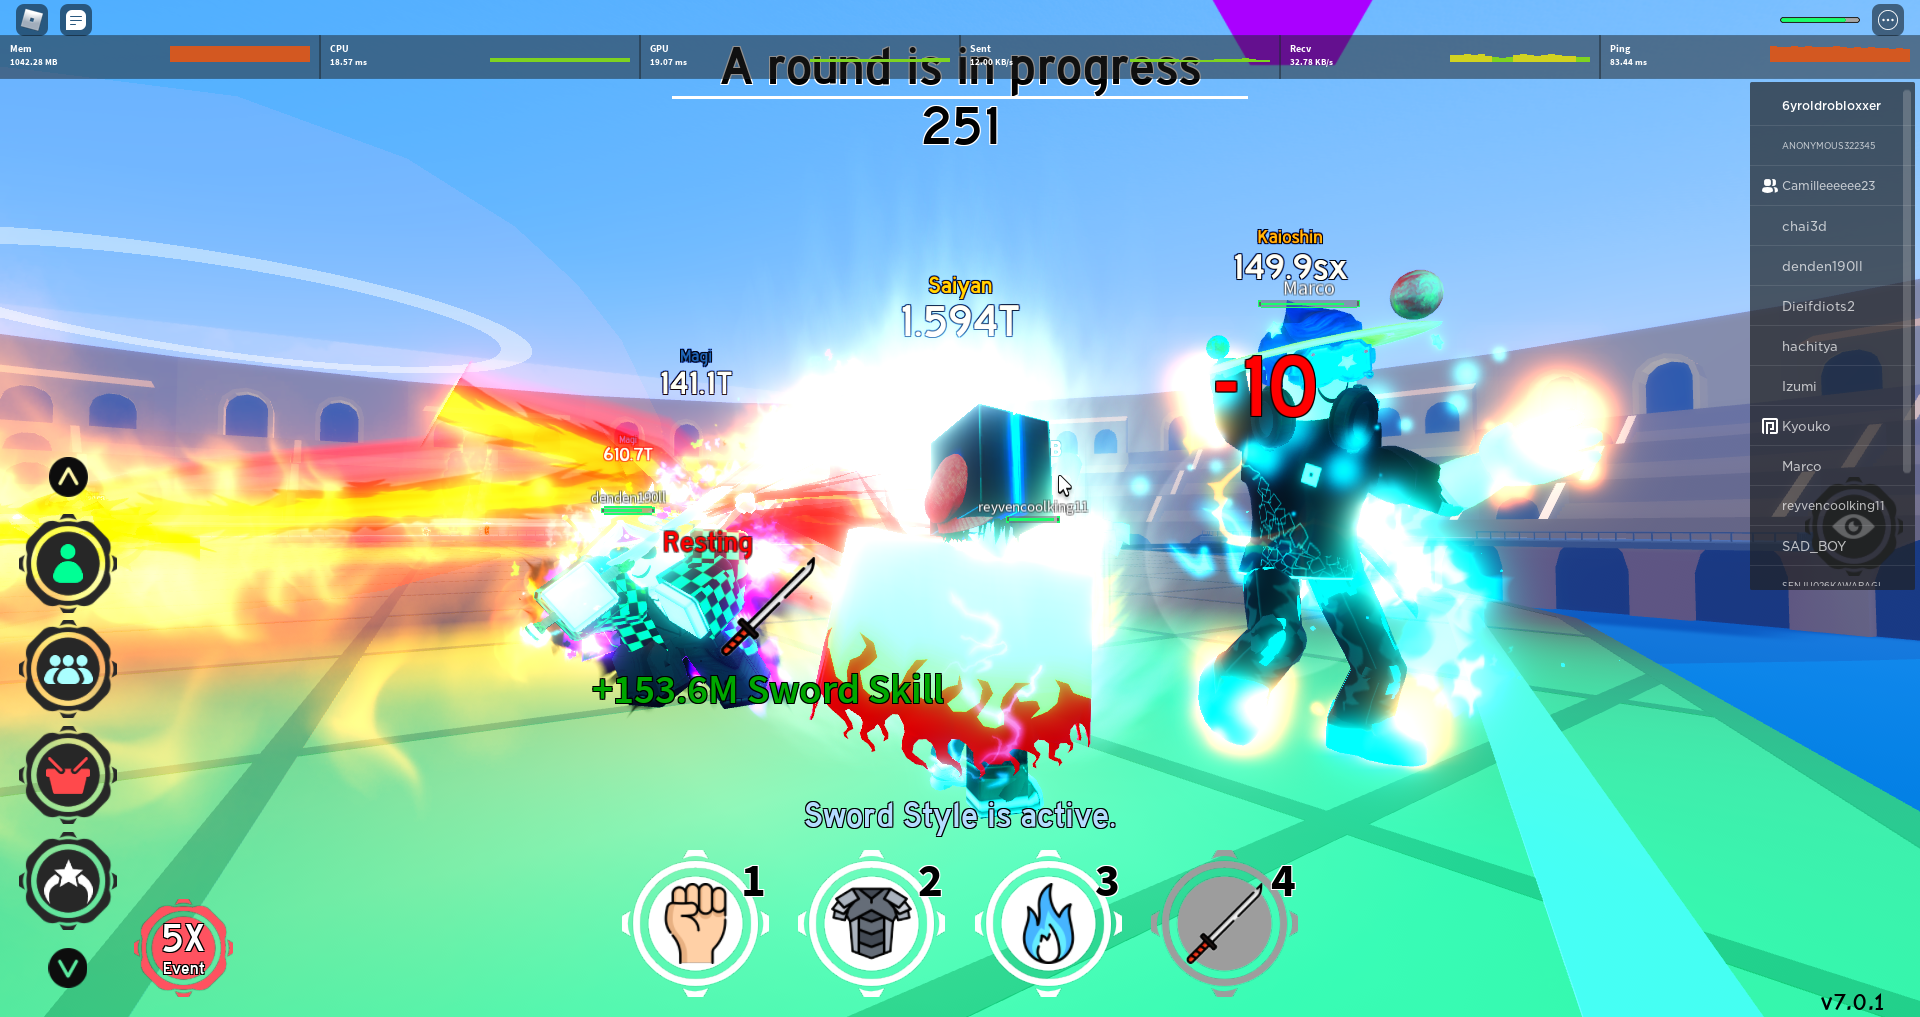 Mem
1042.28 MB
CPU
18.57 ms
GPU
19.07 ms
Sent
12.00 KB/s
Recv
32.78 KB/s
Ping
83.44 ms
A round is in progress
251
6yroldrobloxxer
ANONYMOUS322345
Camilleeeeee23
chai3d
denden190ll
Dieifdiots2
hachitya
Izumi
Kyouko
Marco
reyvencoolking11
SAD_BOY
Kaioshin
149.9sx
Marco
Saiyan
1.594T
Magi
141.1T
-10
Magi
610.7T
denden190ll
reyvencoolking11
Resting
+153.6M Sword Skill
Sword Style is active.
1
2
3
4
5X
Event
v7.0.1